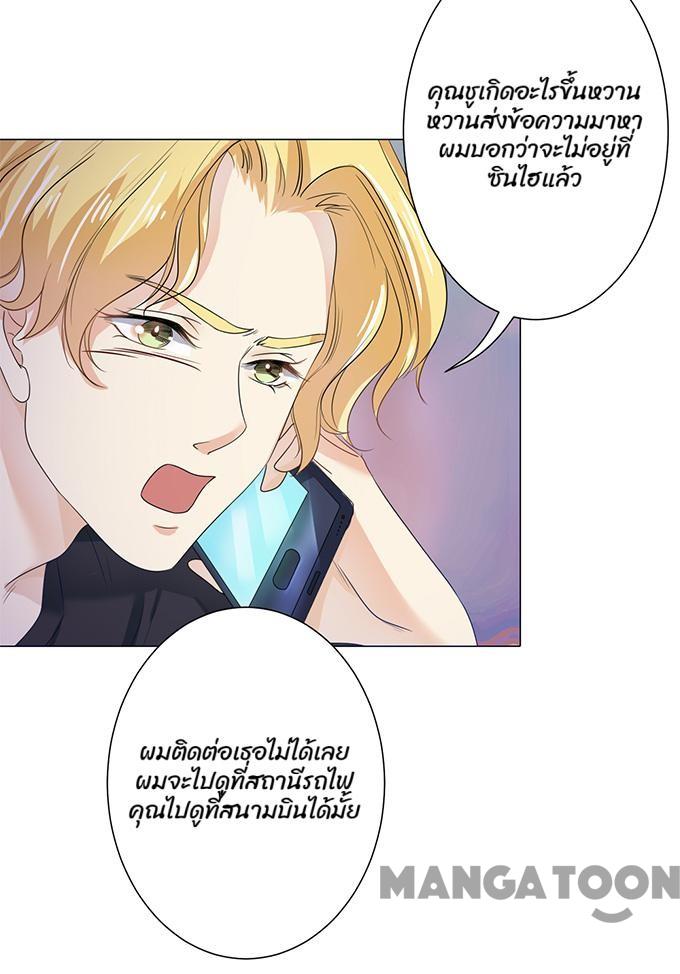 คุณชูเกิดอะไรขึ้นหวาน
หวานส่งข้อความมาหา
ผมบอกว่าจะไม่อยู่ที่
ซินไฮแล้ว
ผมติดต่อเธอไม่ได้เลย
ผมจะไปดูที่สถานีรถไฟ
คุณไปดูที่สนามบินได้มั้ย
MANGATOON